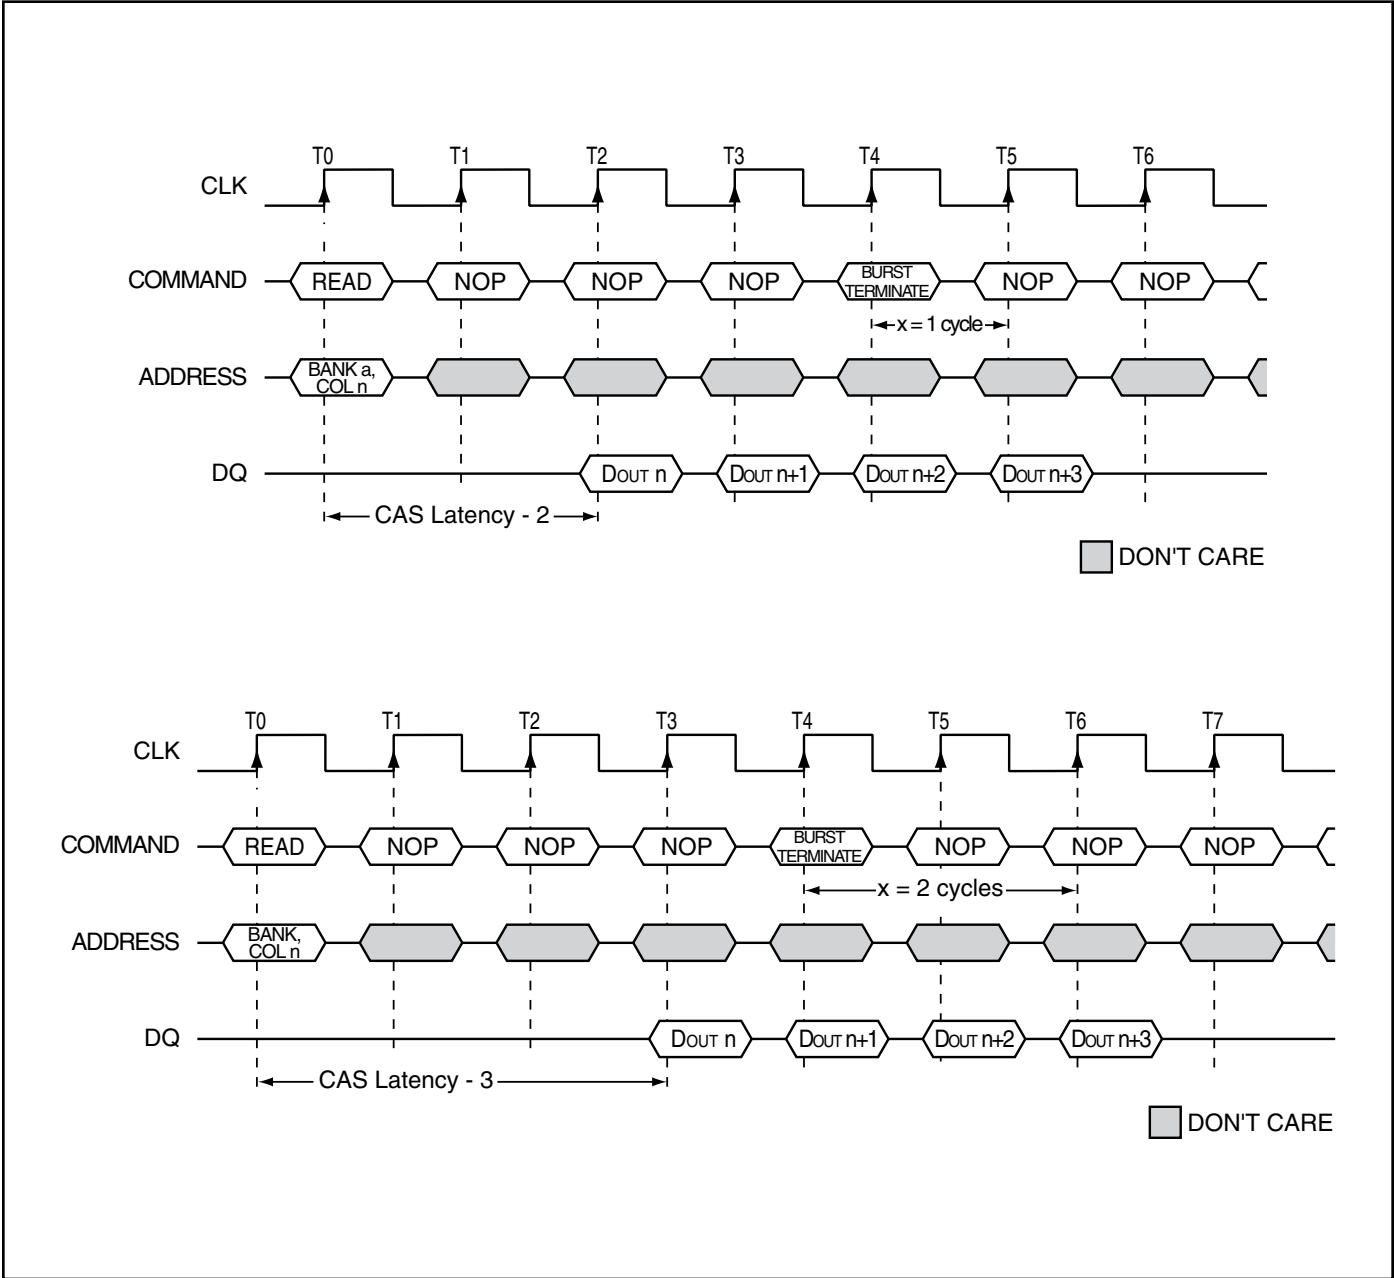 T0 T1 T2 T3 T4 T5 T6
CLK
COMMAND READ NOP NOP NOP BURST TERMINATE NOP NOP
x = 1 cycle
ADDRESS BANK a, COL n
DQ DOUT n DOUT n+1 DOUT n+2 DOUT n+3
CAS Latency - 2
DON'T CARE
T0 T1 T2 T3 T4 T5 T6 T7
CLK
COMMAND READ NOP NOP NOP BURST TERMINATE NOP NOP NOP
x = 2 cycles
ADDRESS BANK, COL n
DQ DOUT n DOUT n+1 DOUT n+2 DOUT n+3
CAS Latency - 3
DON'T CARE